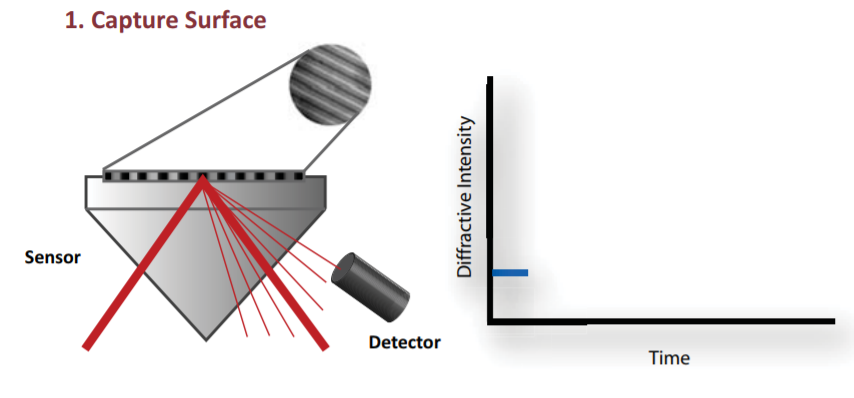 1. Capture Surface
Sensor
Detector
Diffractive Intensity
Time